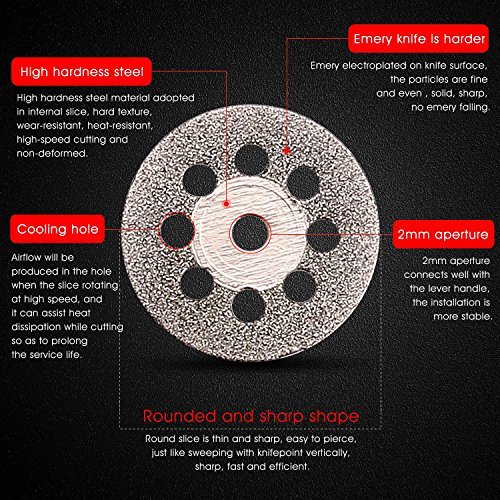 Emery knife is harder
Emery electroplated on knife surface,
the particles are fine
and even , solid, sharp,
no emery falling.
High hardness steel
High hardness steel material adopted
in internal slice, hard texture,
wear-resistant, heat-resistant,
high-speed cutting and
non-deformed.
Cooling hole
Airflow will be
produced in the hole
when the slice rotating
at high speed, and
it can assist heat
dissipation while cutting
so as to prolong
the service life.
2mm aperture
2mm aperture
connects well with
the lever handle,
the installation is
more stable.
Rounded and sharp shape
Round slice is thin and sharp, easy to pierce,
just like sweeping with knifepoint vertically,
sharp, fast and efficient.